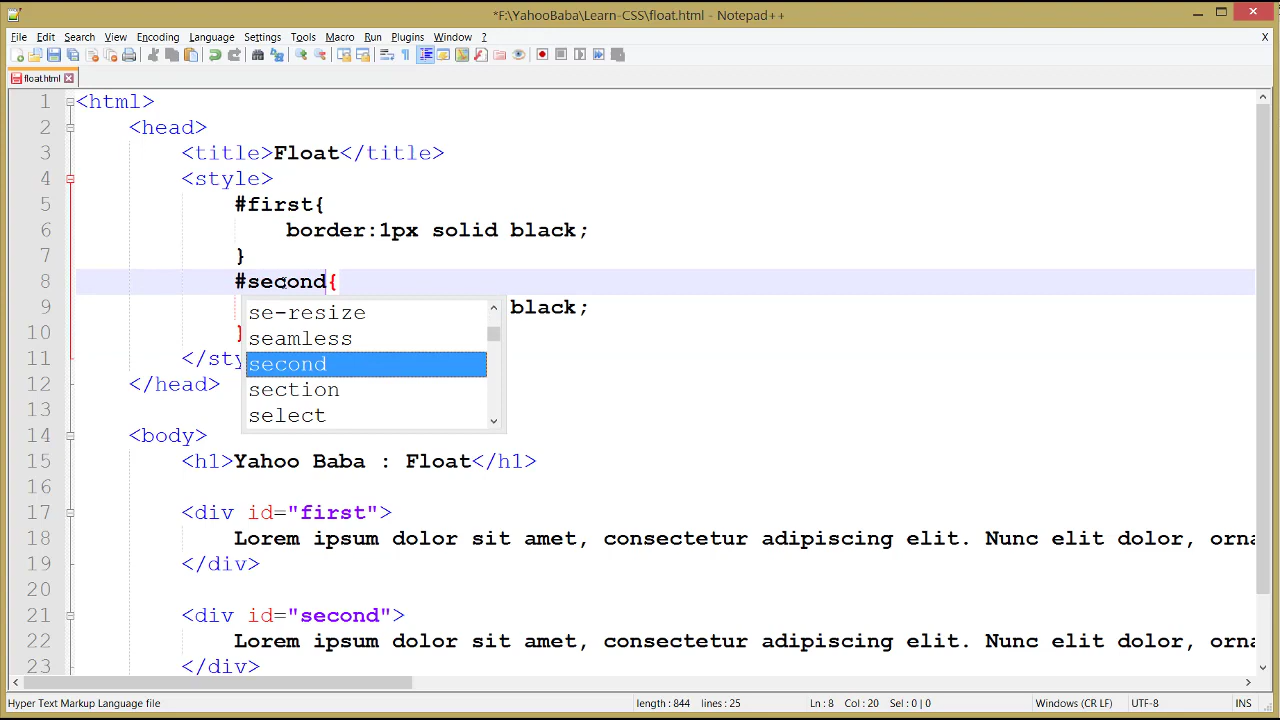 *F:\YahooBaba\Learn-CSS\float.html - Notepad++
File Edit Search View Encoding Language Settings Tools Macro Run Plugins Window ? X
float.html
1 <html>
2 <head>
3 <title>Float</title>
4 <style>
5 #first{
6 border:1px solid black;
7 }
8 #second{
9 black;
10 }
11 </sty
12 </head>
13
14 <body>
15 <h1>Yahoo Baba : Float</h1>
16
17 <div id="first">
18 Lorem ipsum dolor sit amet, consectetur adipiscing elit. Nunc elit dolor, orna
19 </div>
20
21 <div id="second">
22 Lorem ipsum dolor sit amet, consectetur adipiscing elit. Nunc elit dolor, orna
23 </div>
se-resize
seamless
second
section
select
Hyper Text Markup Language file length : 844 lines : 25 Ln : 8 Col : 20 Sel : 0 | 0 Windows (CR LF) UTF-8 INS